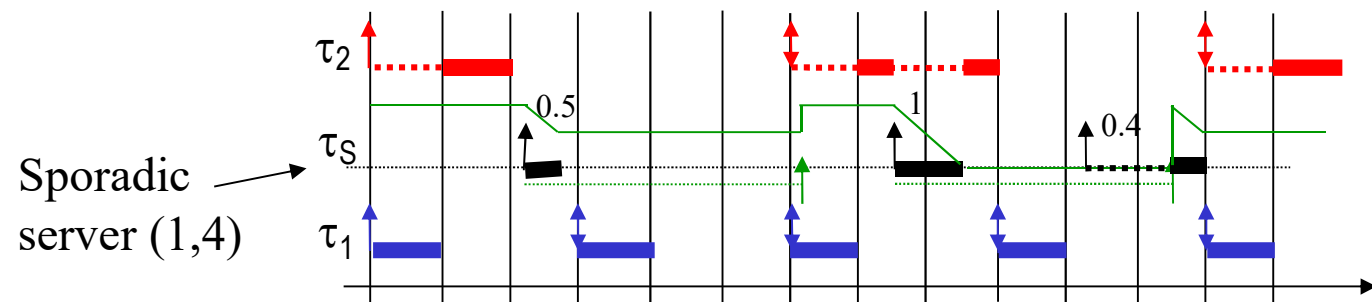 τ₂
0.5
1
τₛ
0.4
Sporadic
server (1,4)
τ₁